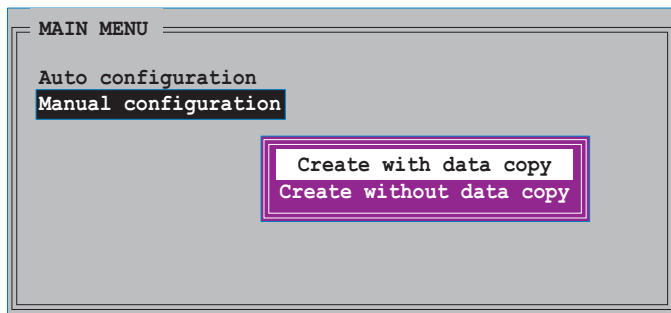 MAIN MENU
Auto configuration
Manual configuration
Create with data copy
Create without data copy